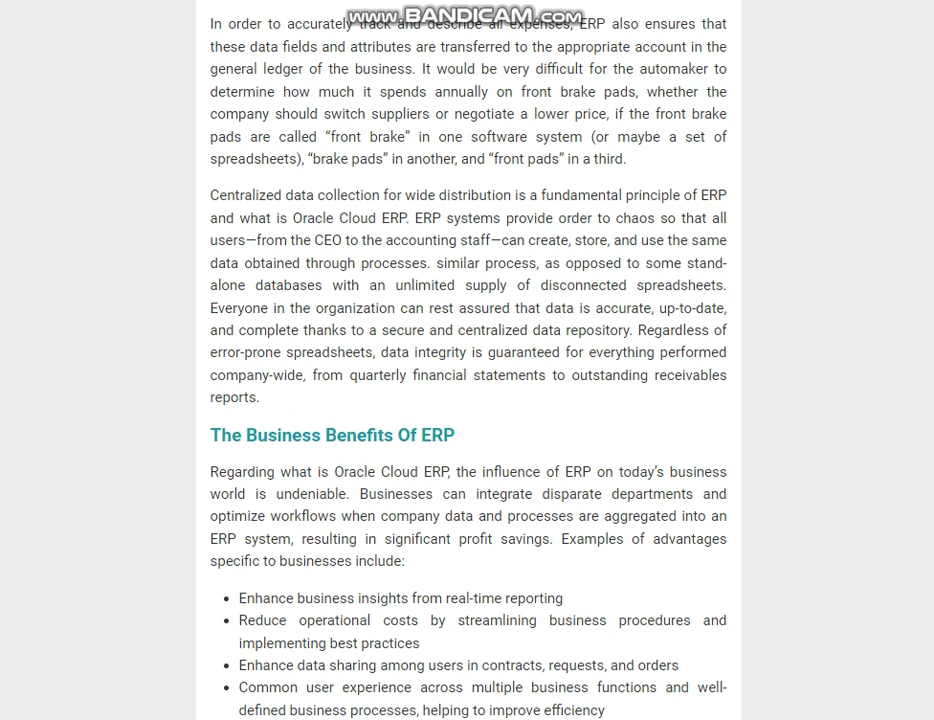 www.BANDICAM.com
In order to accurately track and describe all expenses, ERP also ensures that
these data fields and attributes are transferred to the appropriate account in the
general ledger of the business. It would be very difficult for the automaker to
determine how much it spends annually on front brake pads, whether the
company should switch suppliers or negotiate a lower price, if the front brake
pads are called “front brake” in one software system (or maybe a set of
spreadsheets), “brake pads” in another, and “front pads” in a third.
Centralized data collection for wide distribution is a fundamental principle of ERP
and what is Oracle Cloud ERP. ERP systems provide order to chaos so that all
users—from the CEO to the accounting staff—can create, store, and use the same
data obtained through processes. similar process, as opposed to some stand-
alone databases with an unlimited supply of disconnected spreadsheets.
Everyone in the organization can rest assured that data is accurate, up-to-date,
and complete thanks to a secure and centralized data repository. Regardless of
error-prone spreadsheets, data integrity is guaranteed for everything performed
company-wide, from quarterly financial statements to outstanding receivables
reports.
The Business Benefits Of ERP
Regarding what is Oracle Cloud ERP, the influence of ERP on today’s business
world is undeniable. Businesses can integrate disparate departments and
optimize workflows when company data and processes are aggregated into an
ERP system, resulting in significant profit savings. Examples of advantages
specific to businesses include:
• Enhance business insights from real-time reporting
• Reduce operational costs by streamlining business procedures and
implementing best practices
• Enhance data sharing among users in contracts, requests, and orders
• Common user experience across multiple business functions and well-
defined business processes, helping to improve efficiency